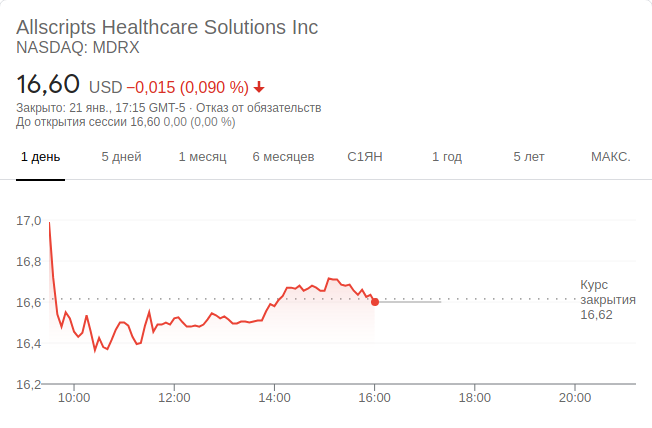 Allscripts Healthcare Solutions Inc
NASDAQ: MDRX
16,60 USD −0,015 (0,090 %)
Закрыто: 21 янв., 17:15 GMT-5 · Отказ от обязательств
До открытия сессии 16,60 0,00 (0,00 %)
1 день 5 дней 1 месяц 6 месяцев С1ЯН 1 год 5 лет МАКС.
17,0
16,8
16,6
16,4
16,2
Курс
закрытия
16,62
10:00 12:00 14:00 16:00 18:00 20:00